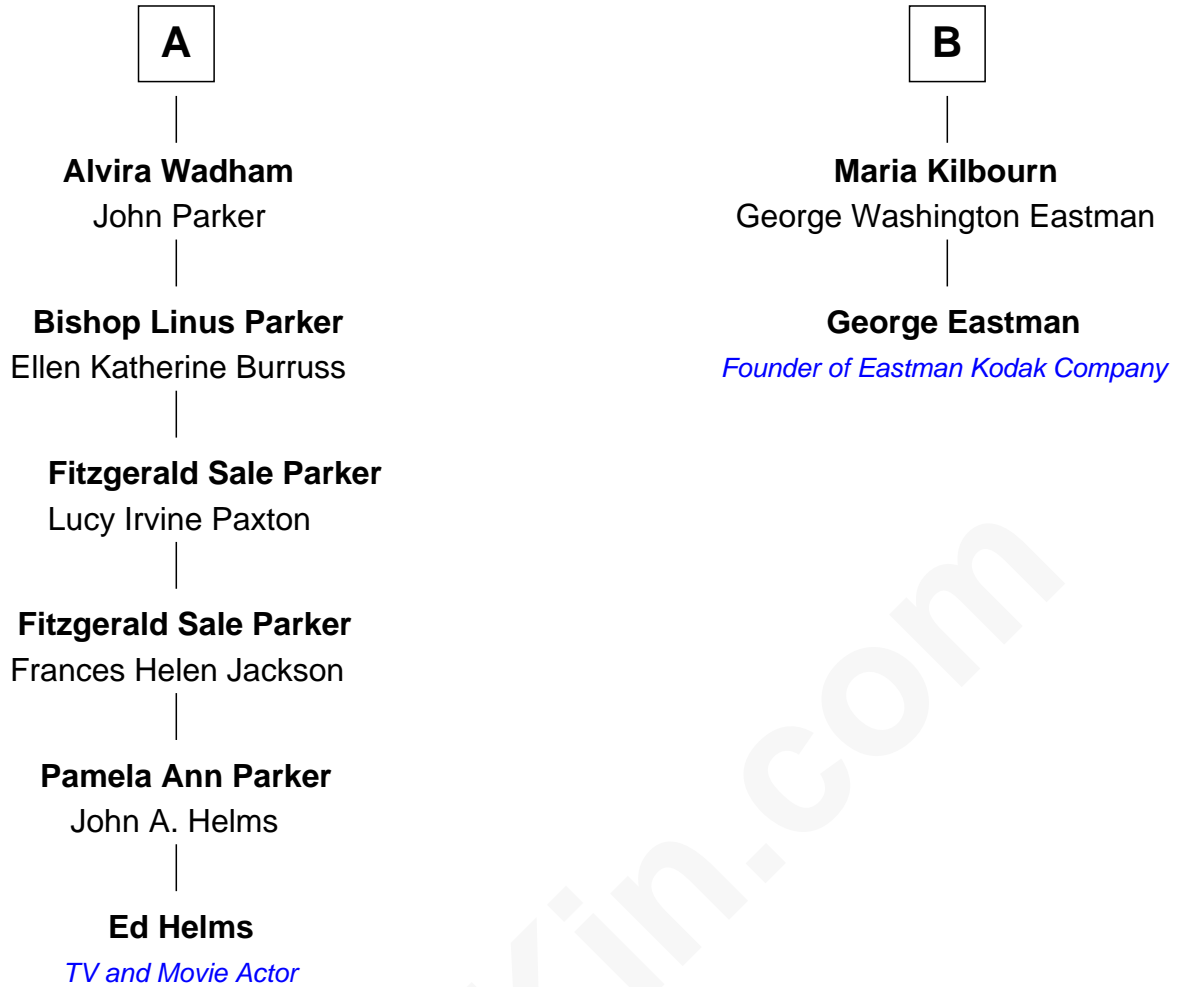 A
Alvira Wadham
John Parker
Bishop Linus Parker
Ellen Katherine Burruss
Fitzgerald Sale Parker
Lucy Irvine Paxton
Fitzgerald Sale Parker
Frances Helen Jackson
Pamela Ann Parker
John A. Helms
Ed Helms
TV and Movie Actor
B
Maria Kilbourn
George Washington Eastman
George Eastman
Founder of Eastman Kodak Company
Kin.com